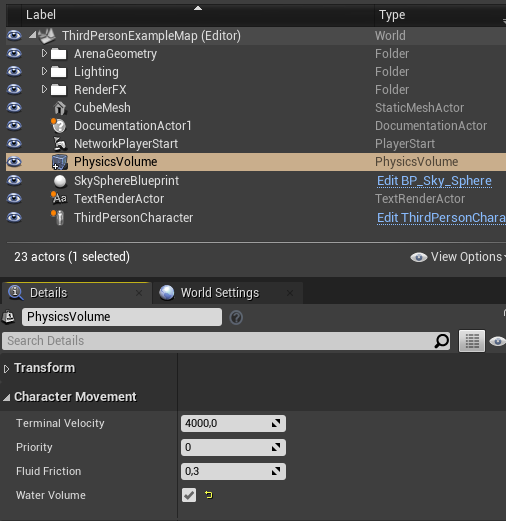 Label Type
ThirdPersonExampleMap (Editor) World
ArenaGeometry Folder
Lighting Folder
RenderFX Folder
CubeMesh StaticMeshActor
DocumentationActor1 DocumentationActor
NetworkPlayerStart PlayerStart
PhysicsVolume PhysicsVolume
SkySphereBlueprint Edit BP_Sky_Sphere
Aa TextRenderActor TextRenderActor
ThirdPersonCharacter Edit ThirdPersonChara
23 actors (1 selected) View Options
Details World Settings
PhysicsVolume ?
Search Details
Transform
Character Movement
Terminal Velocity 4000,0
Priority 0
Fluid Friction 0,3
Water Volume